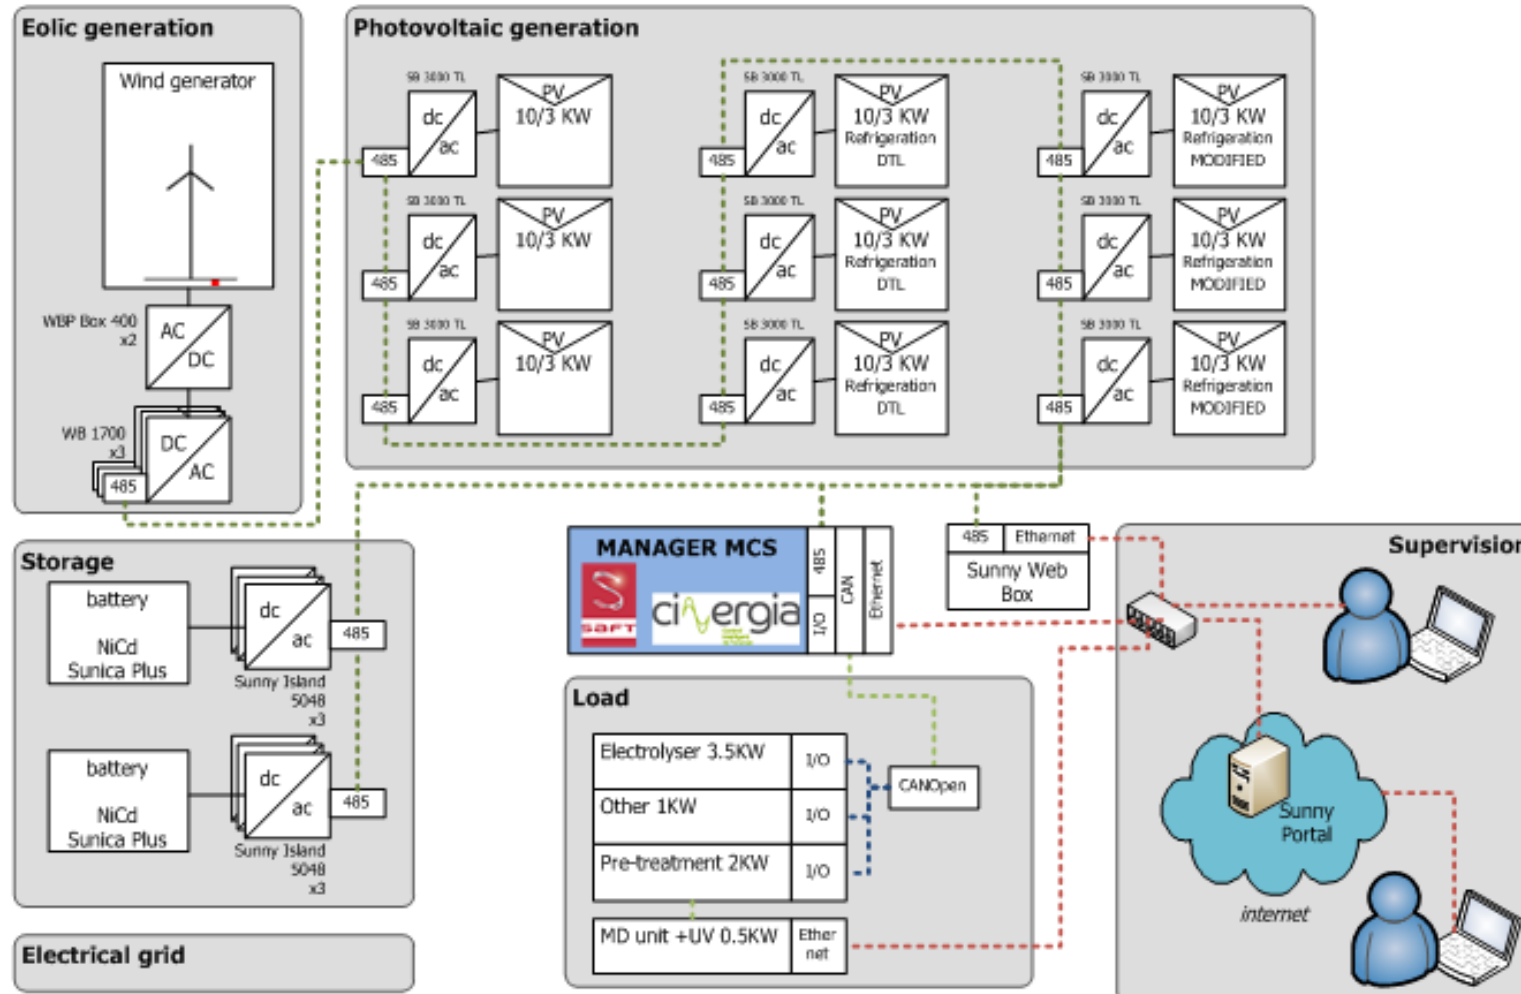 Eolic generation
Wind generator
WBP Box 400
x2
AC
DC
WB 1700
x3
DC
AC
485
Photovoltaic generation
SB 3000 TL
dc
ac
485
PV
10/3 KW
SB 3000 TL
dc
ac
485
PV
10/3 KW
Refrigeration
DTL
SB 3000 TL
dc
ac
485
PV
10/3 KW
Refrigeration
MODIFIED
SB 3000 TL
dc
ac
485
PV
10/3 KW
SB 3000 TL
dc
ac
485
PV
10/3 KW
Refrigeration
DTL
SB 3000 TL
dc
ac
485
PV
10/3 KW
Refrigeration
MODIFIED
SB 3000 TL
dc
ac
485
PV
10/3 KW
SB 3000 TL
dc
ac
485
PV
10/3 KW
Refrigeration
DTL
SB 3000 TL
dc
ac
485
PV
10/3 KW
Refrigeration
MODIFIED
Storage
battery
NiCd
Sunica Plus
dc
ac
485
Sunny Island
5048
x3
battery
NiCd
Sunica Plus
dc
ac
485
Sunny Island
5048
x3
Electrical grid
MANAGER MCS
S
SAFT
cinergia
485
I/O
CAN
Ethernet
485
Ethernet
Sunny Web
Box
Load
Electrolyser 3.5KW
I/O
Other 1KW
I/O
Pre-treatment 2KW
I/O
CANOpen
MD unit +UV 0.5KW
Ether
net
Supervision
Sunny
Portal
internet